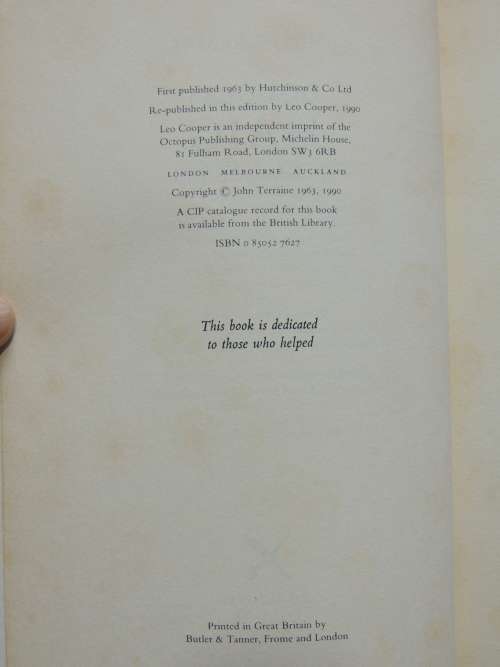 First published 1963 by Hutchinson & Co Ltd
Re-published in this edition by Leo Cooper, 1990
Leo Cooper is an independent imprint of the
Octopus Publishing Group, Michelin House,
81 Fulham Road, London SW3 6RB
LONDON MELBOURNE AUCKLAND
Copyright © John Terraine 1963, 1990
A CIP catalogue record for this book
is available from the British Library.
ISBN 0 85052 7627
This book is dedicated
to those who helped
Printed in Great Britain by
Butler & Tanner, Frome and London